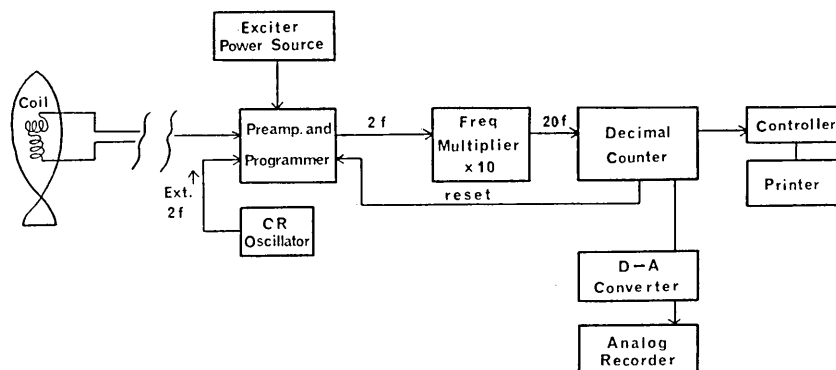 Exciter
Power Source
Coil
Preamp. and
Programmer
2f
Freq
Multiplier
×10
20f
Decimal
Counter
Controller
Printer
reset
Ext.
2f
CR
Oscillator
D-A
Converter
Analog
Recorder